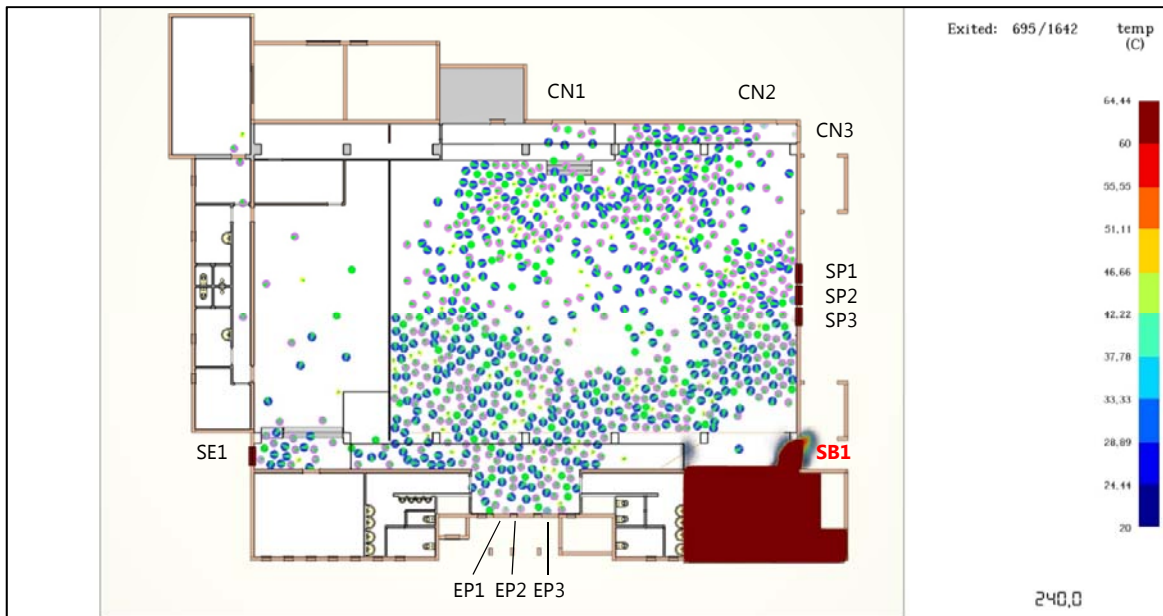 Exited: 695/1642 temp
(C)
CN1 CN2
64,44
CN3
60
55,55
51,11
SP1
46,66
SP2
SP3
42,22
37,78
33,33
SE1
SB1
28,89
24,44
20
EP1 EP2 EP3
240,0